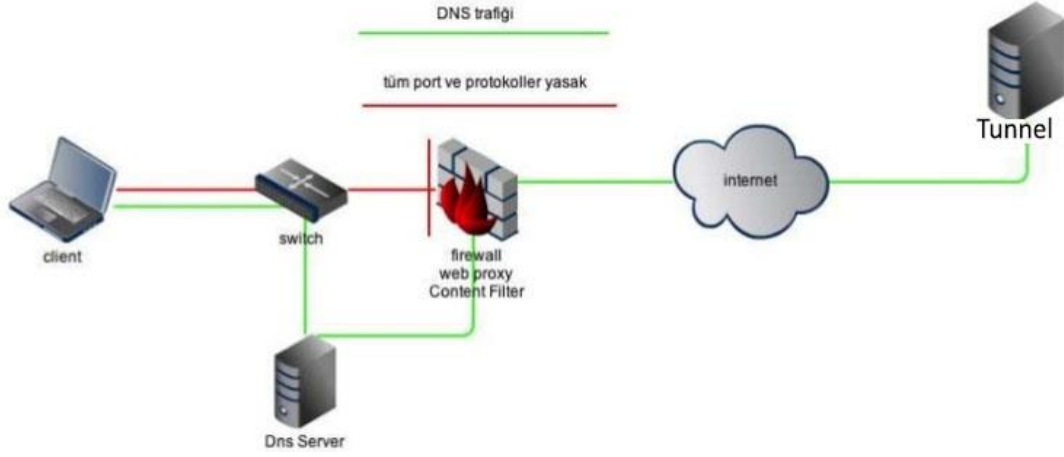 DNS trafiği
tüm port ve protokoller yasak
Tunnel
internet
client
switch
firewall
web proxy
Content Filter
Dns Server